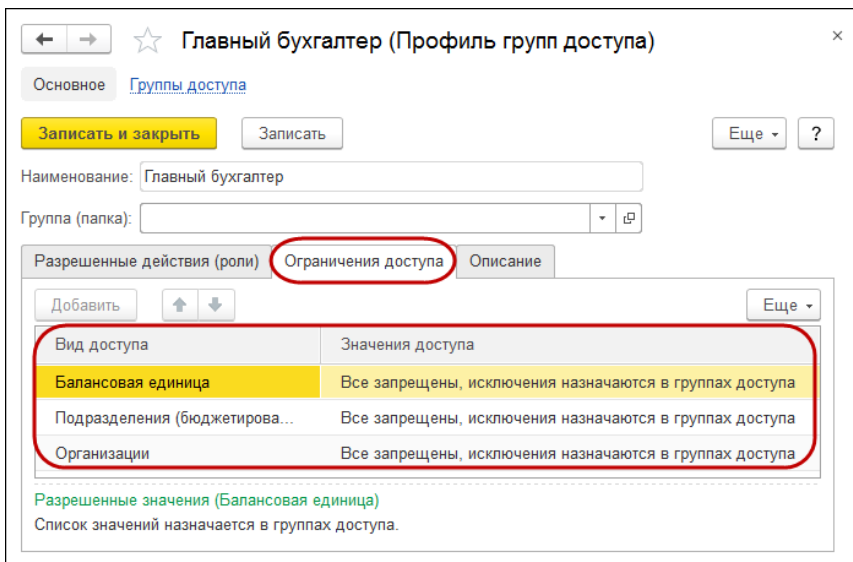 Главный бухгалтер (Профиль групп доступа)
Основное Группы доступа
Записать и закрыть Записать Еще ?
Наименование: Главный бухгалтер
Группа (папка):
Разрешенные действия (роли) Ограничения доступа Описание
Добавить Еще
Вид доступа Значения доступа
Балансовая единица Все запрещены, исключения назначаются в группах доступа
Подразделения (бюджетирова... Все запрещены, исключения назначаются в группах доступа
Организации Все запрещены, исключения назначаются в группах доступа
Разрешенные значения (Балансовая единица)
Список значений назначается в группах доступа.